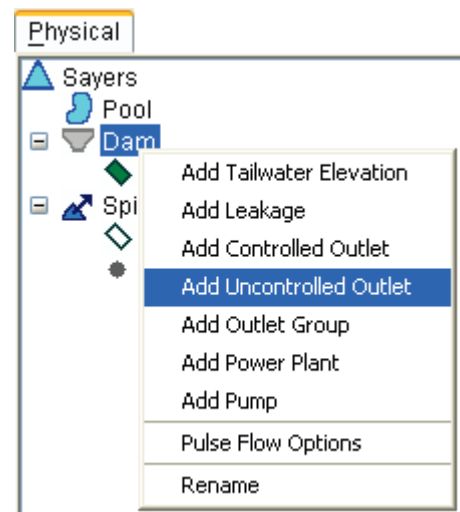 Physical
Sayers
Pool
Dam
Spi
Add Tailwater Elevation
Add Leakage
Add Controlled Outlet
Add Uncontrolled Outlet
Add Outlet Group
Add Power Plant
Add Pump
Pulse Flow Options
Rename